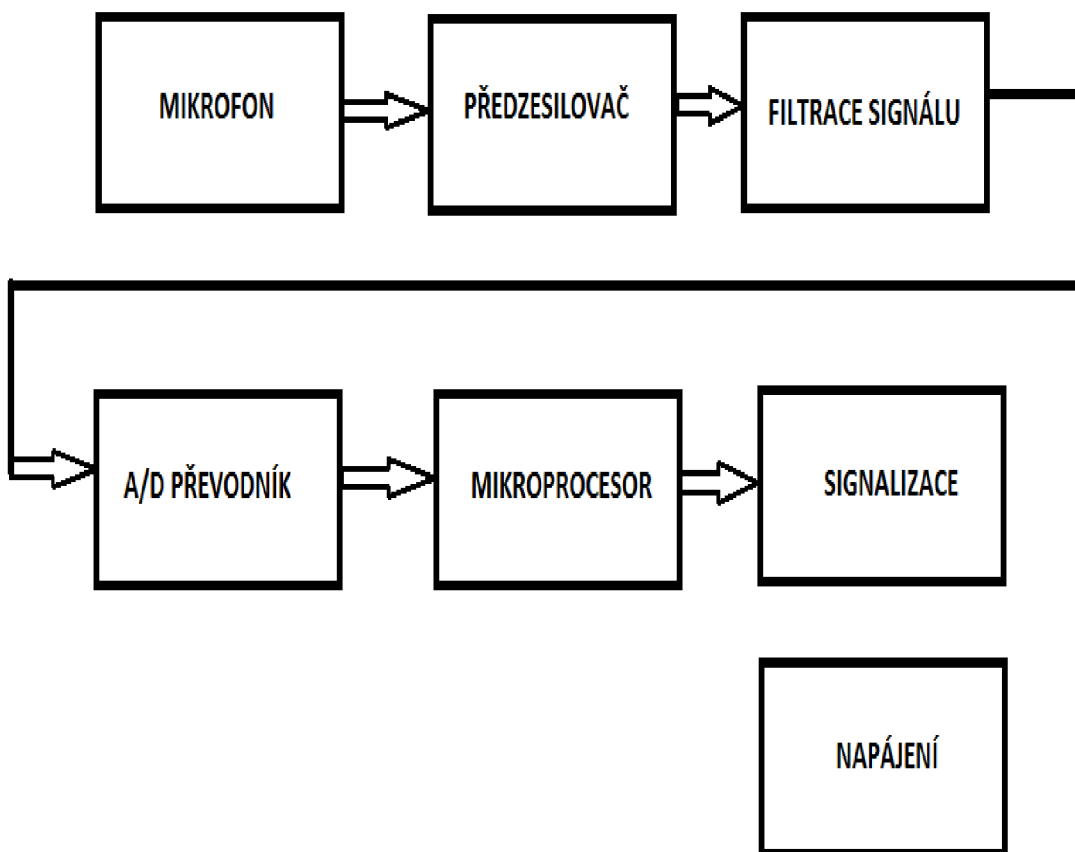 MIKROFON
PŘEDZESILOVAČ
FILTRACE SIGNÁLU
A/D PŘEVODNÍK
MIKROPROCESOR
SIGNALIZACE
NAPÁJENÍ